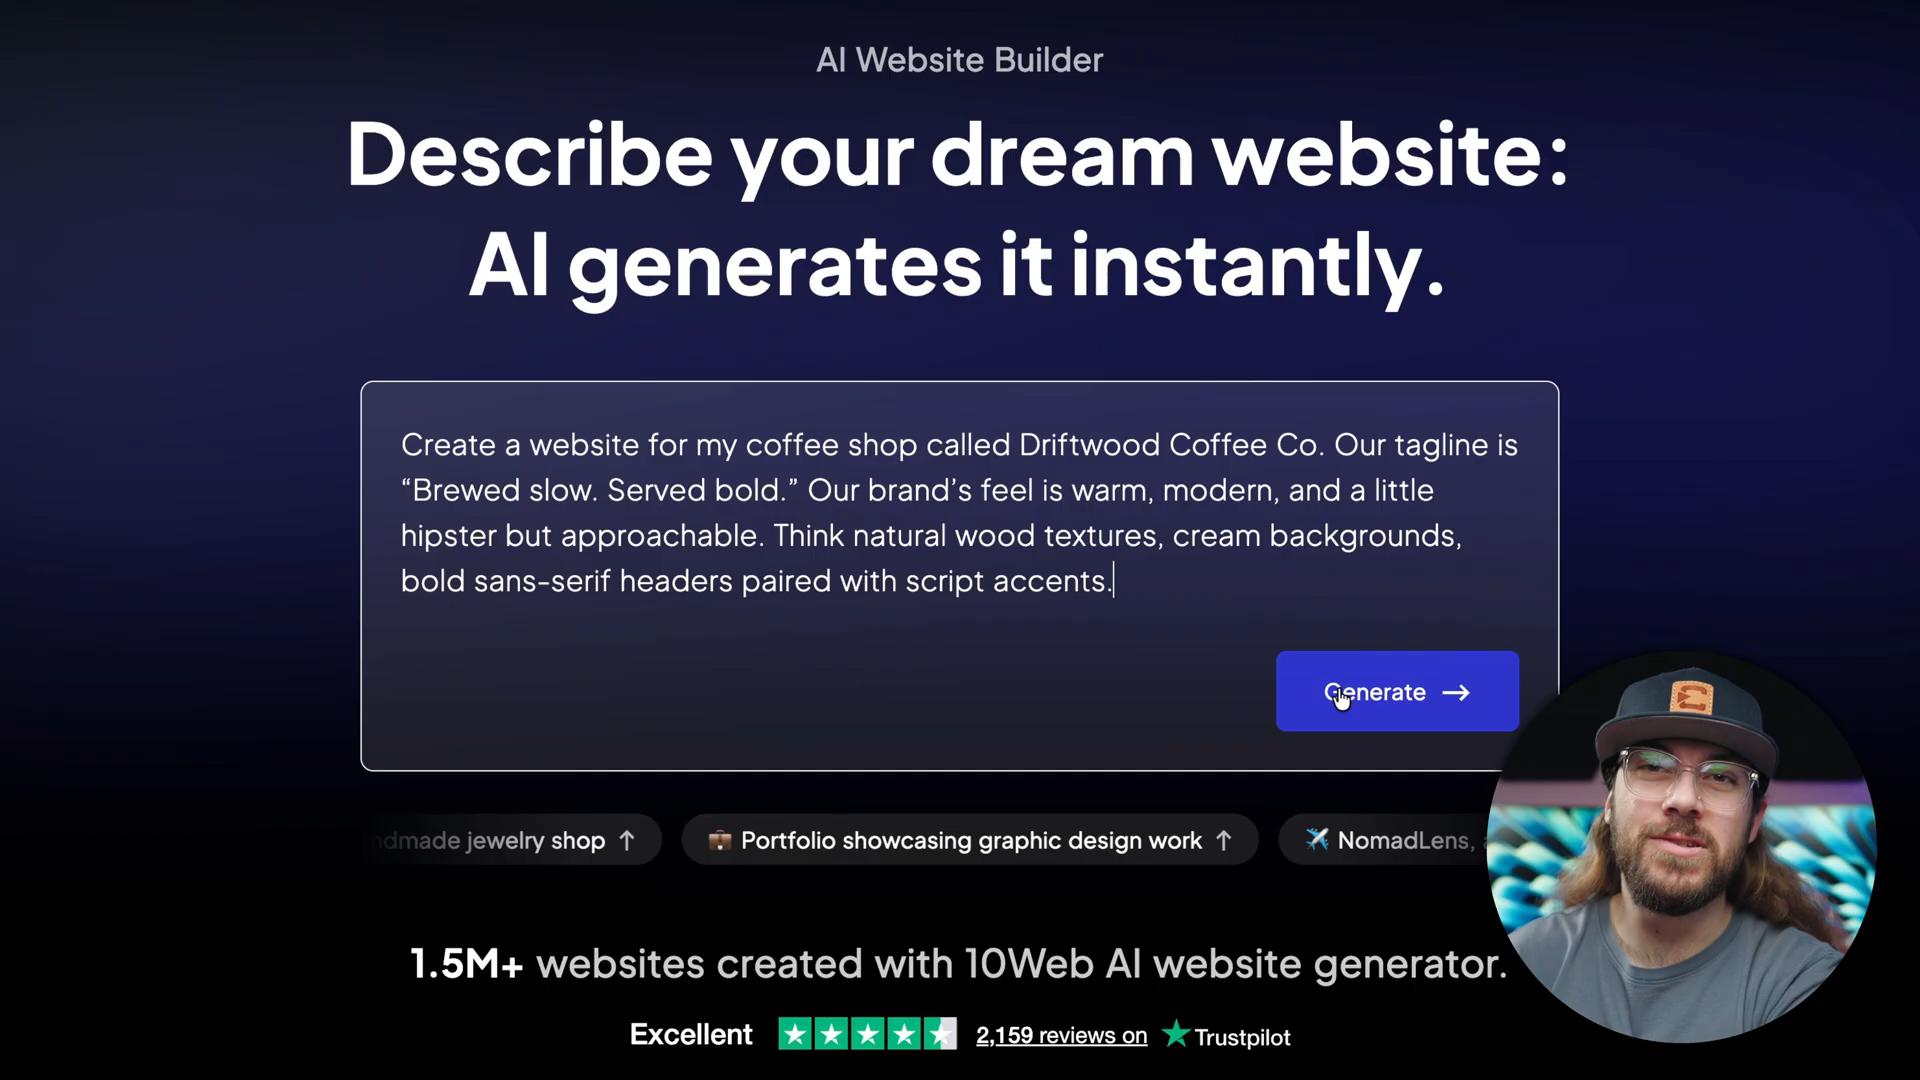 AI Website Builder
Describe your dream website:
AI generates it instantly.
Create a website for my coffee shop called Driftwood Coffee Co. Our tagline is
“Brewed slow. Served bold.” Our brand’s feel is warm, modern, and a little
hipster but approachable. Think natural wood textures, cream backgrounds,
bold sans-serif headers paired with script accents.
Generate →
dmade jewelry shop ↑
Portfolio showcasing graphic design work ↑
NomadLens,
1.5M+ websites created with 10Web AI website generator.
Excellent 2,159 reviews on Trustpilot